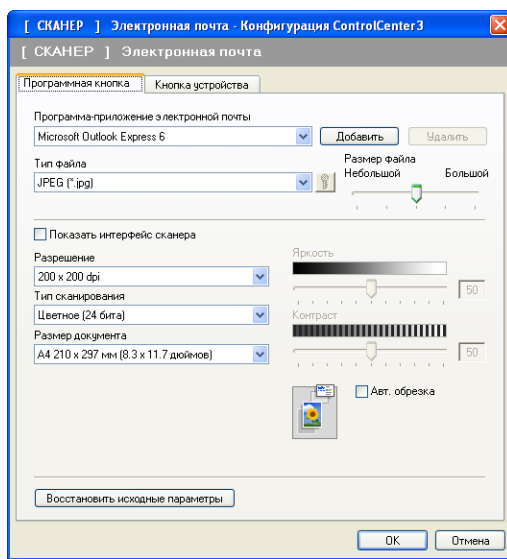 [ СКАНЕР ] Электронная почта - Конфигурация ControlCenter3
[ СКАНЕР ] Электронная почта
Программная кнопка Кнопка устройства
Программа-приложение электронной почты
Microsoft Outlook Express 6 Добавить Удалить
Тип файла Размер файла
Небольшой Большой
JPEG (*.jpg)
Показать интерфейс сканера
Разрешение Яркость
200 x 200 dpi 50
Тип сканирования
Цветное (24 бита) Контраст
Размер документа
A4 210 x 297 мм (8.3 x 11.7 дюймов) 50
Авт. обрезка
Восстановить исходные параметры
OK Отмена